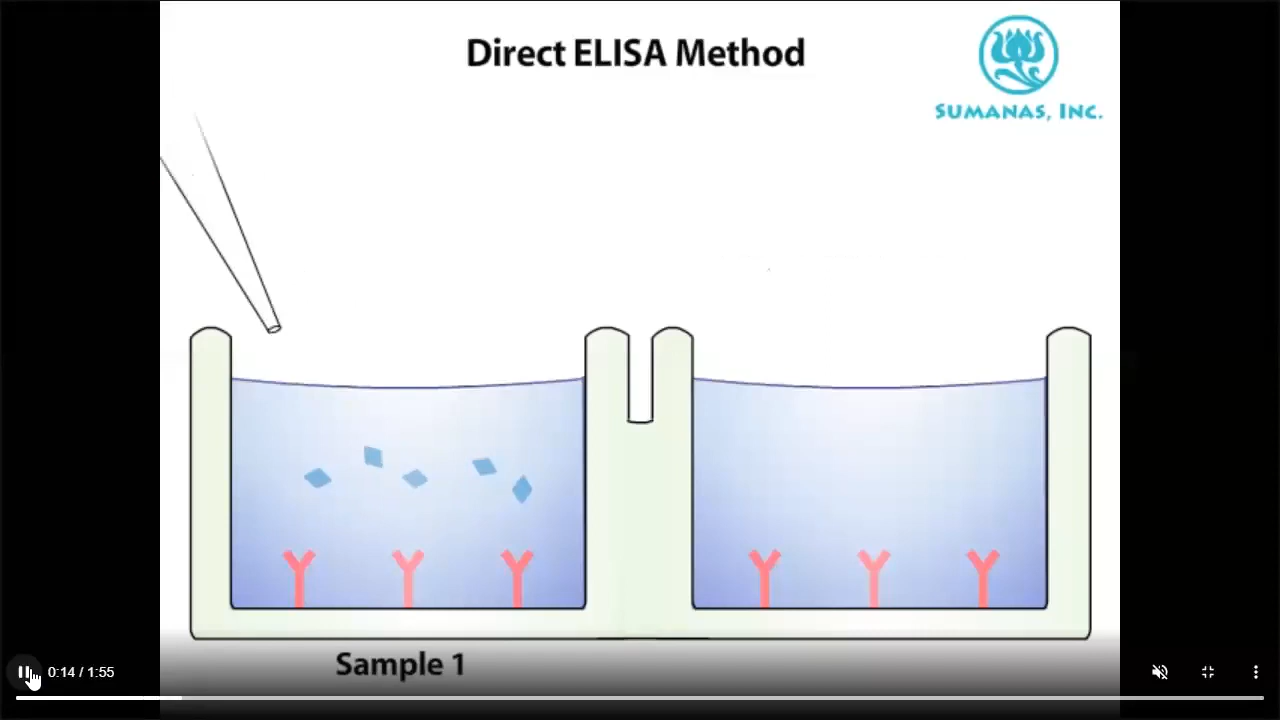 Direct ELISA Method
SUMANAS, INC.
Sample 1
0:14 / 1:55